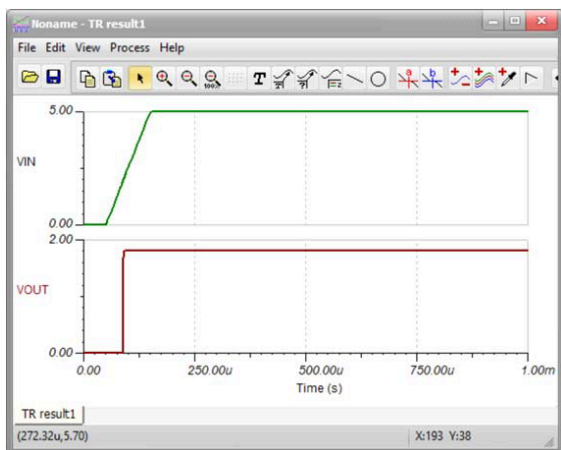 Noname - TR result1
File Edit View Process Help
100%
T
a
b
5.00
VIN
0.00
2.00
VOUT
0.00
0.00
250.00u
500.00u
750.00u
1.00m
Time (s)
TR result1
(272.32u,5.70)
X:193 Y:38